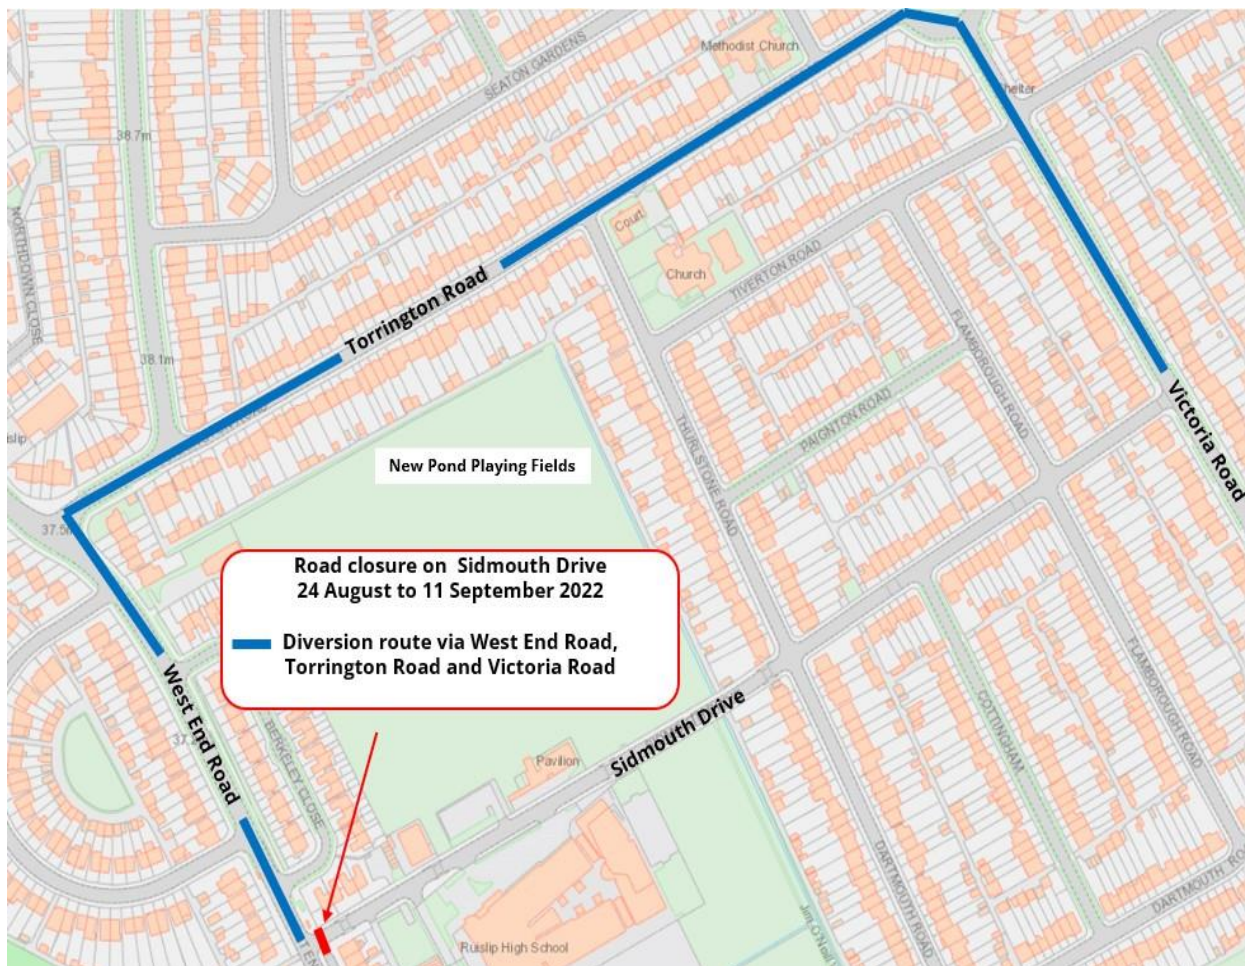 Methodist Church
SEATON GARDENS
Shelter
38.7m
NORTHDOWN CLOSE
Court
Church
TIVERTON ROAD
Torrington Road
38.1m
FLAMBOROUGH ROAD
Victoria Road
PAIGNTON ROAD
THURLSTONE ROAD
New Pond Playing Fields
Road closure on Sidmouth Drive
24 August to 11 September 2022
Diversion route via West End Road,
Torrington Road and Victoria Road
West End Road
BERKELEY CLOSE
Sidmouth Drive
Pavilion
COTTINGHAM
FLAMBOROUGH ROAD
DARTMOUTH ROAD
DARTMOUTH
Ruislip High School